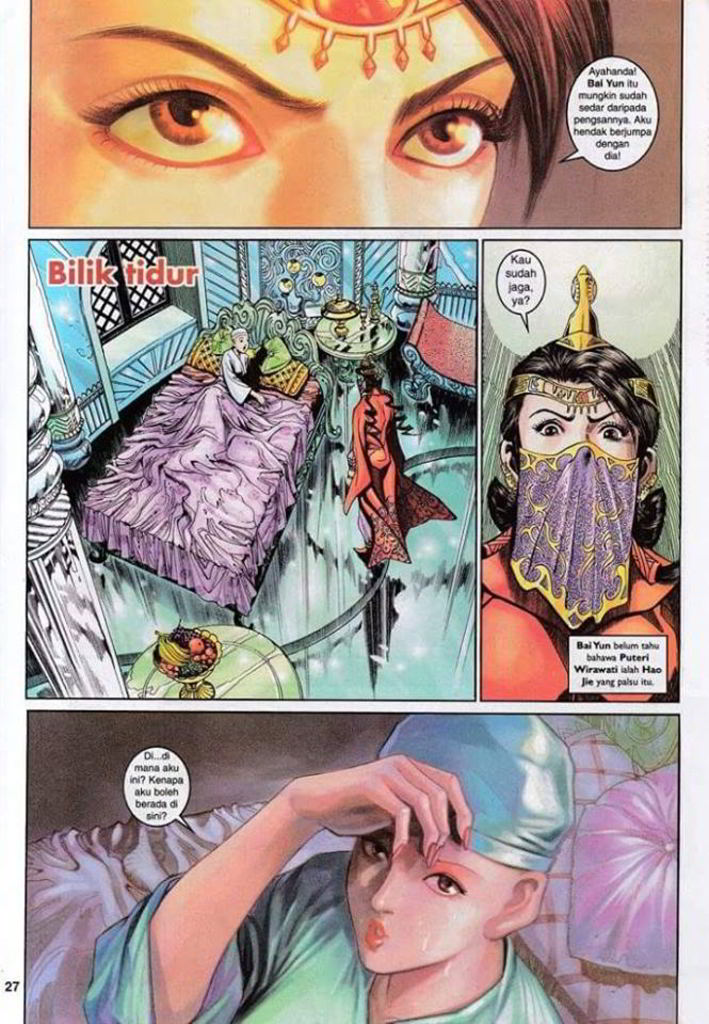 Ayahanda!
Bai Yun itu
mungkin sudah
sedar daripada
pengsannya. Aku
hendak berjumpa
dengan
dia!
Bilik tidur
Kau
sudah
jaga,
ya?
Bai Yun belum tahu
bahawa Puteri
Wirawati ialah Hao
Jie yang palsu itu.
Di...di
mana aku
ini? Kenapa
aku boleh
berada di
sini?
27